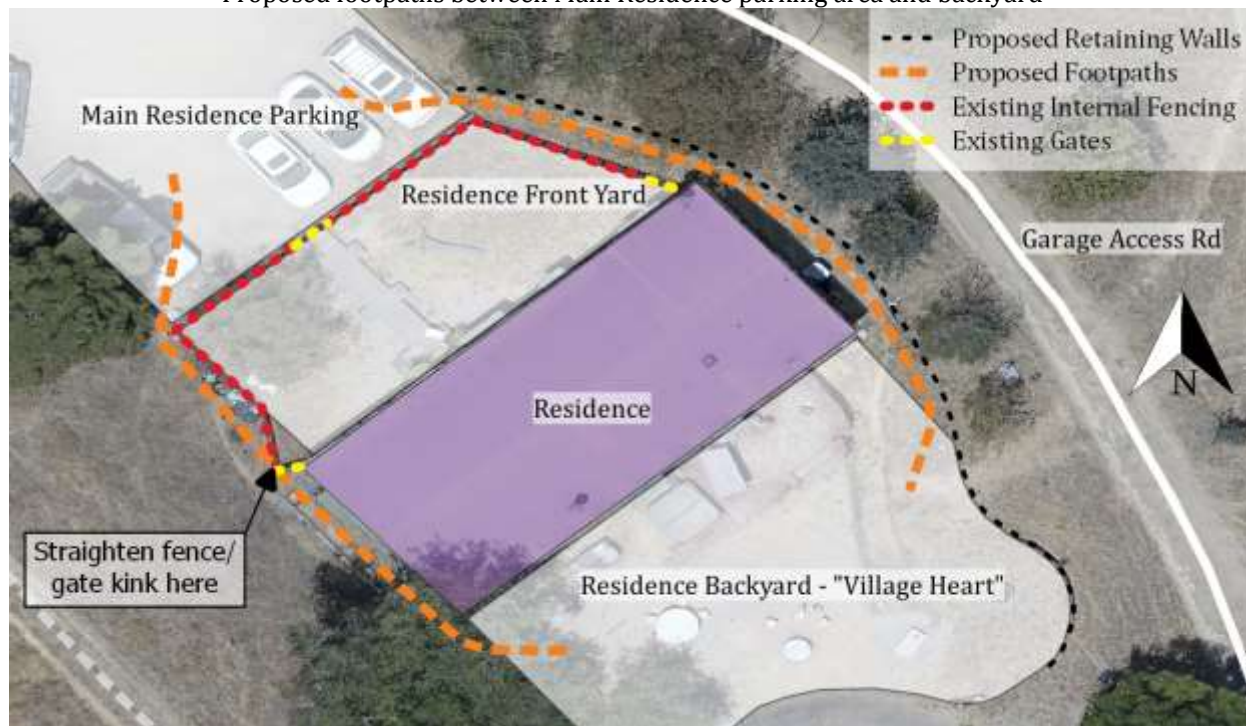 Proposed footpaths between Main Residence parking area and backyard
Proposed Retaining Walls
Proposed Footpaths
Existing Internal Fencing
Existing Gates
Main Residence Parking
Residence Front Yard
Garage Access Rd
N
Residence
Straighten fence/
gate kink here
Residence Backyard - "Village Heart"